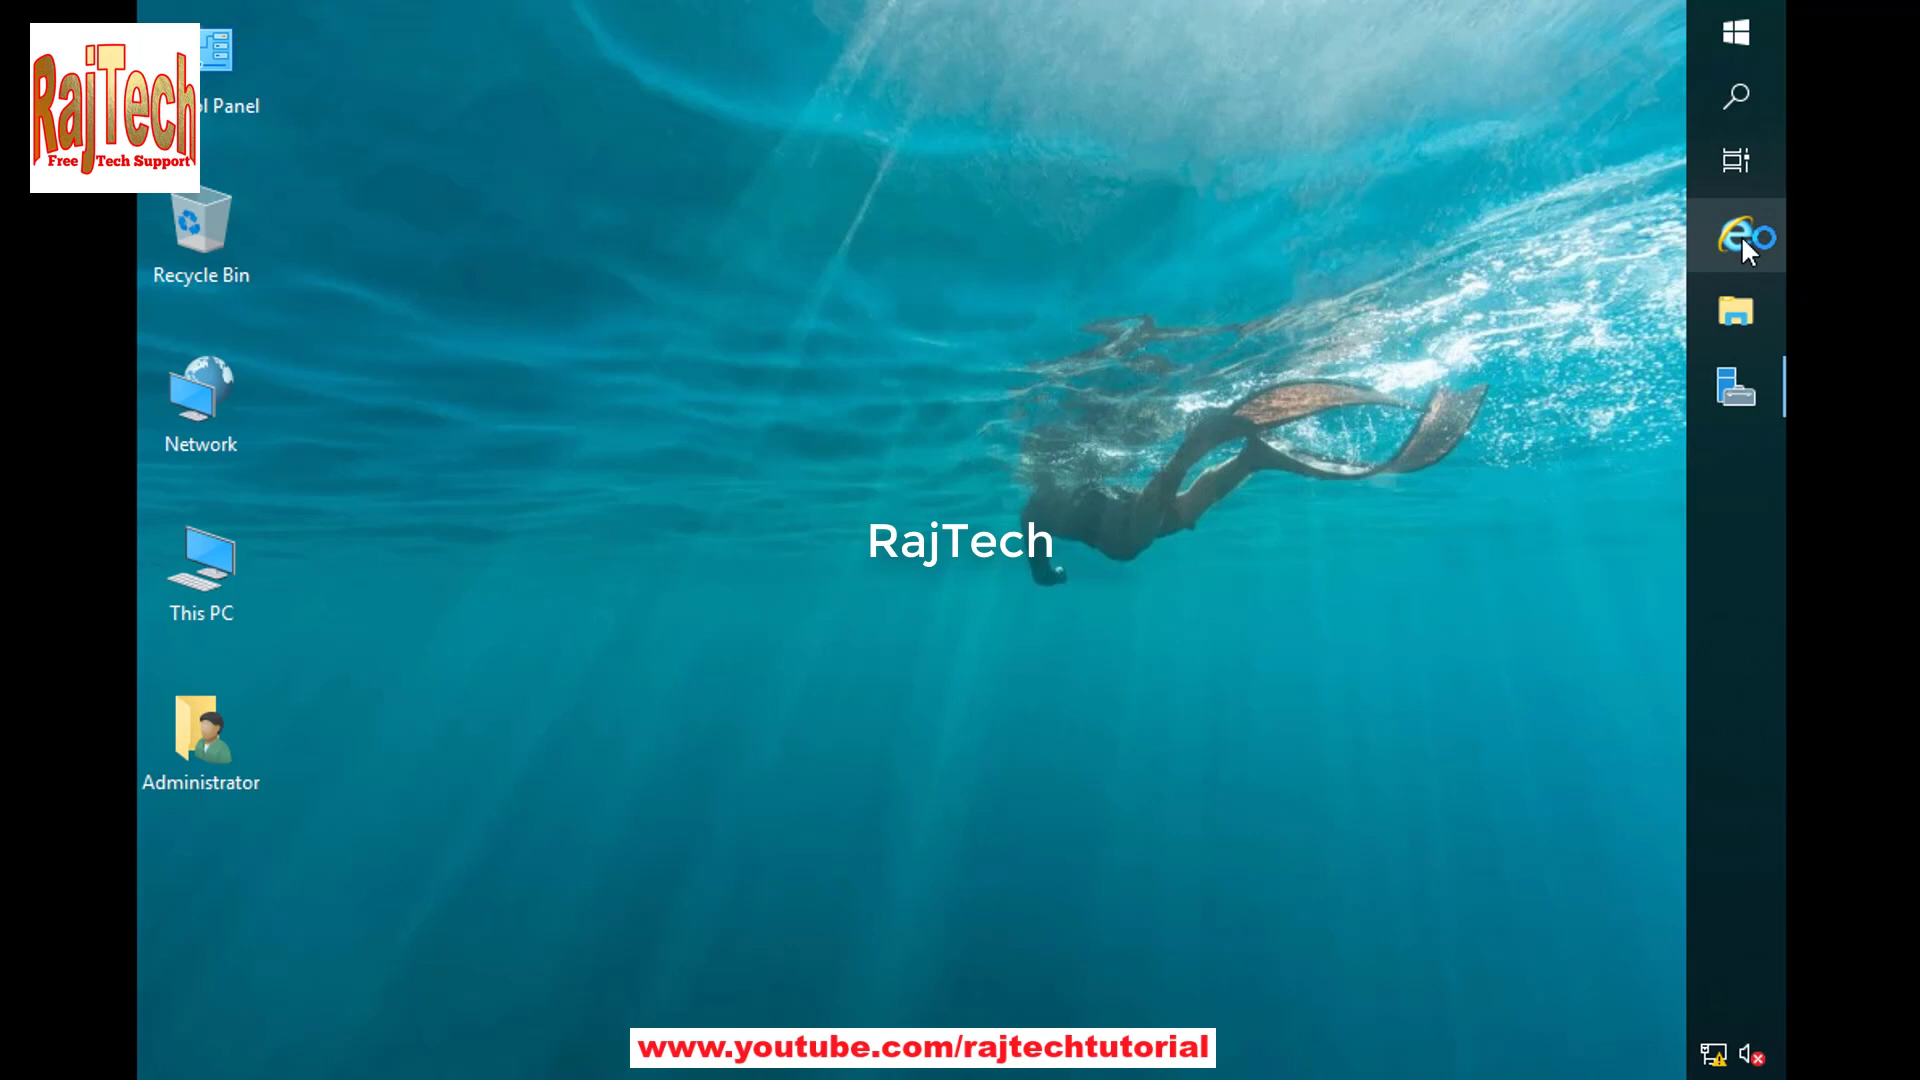 RajTech
Free Tech Support
l Panel
Recycle Bin
Network
This PC
Administrator
RajTech
www.youtube.com/rajtechtutorial